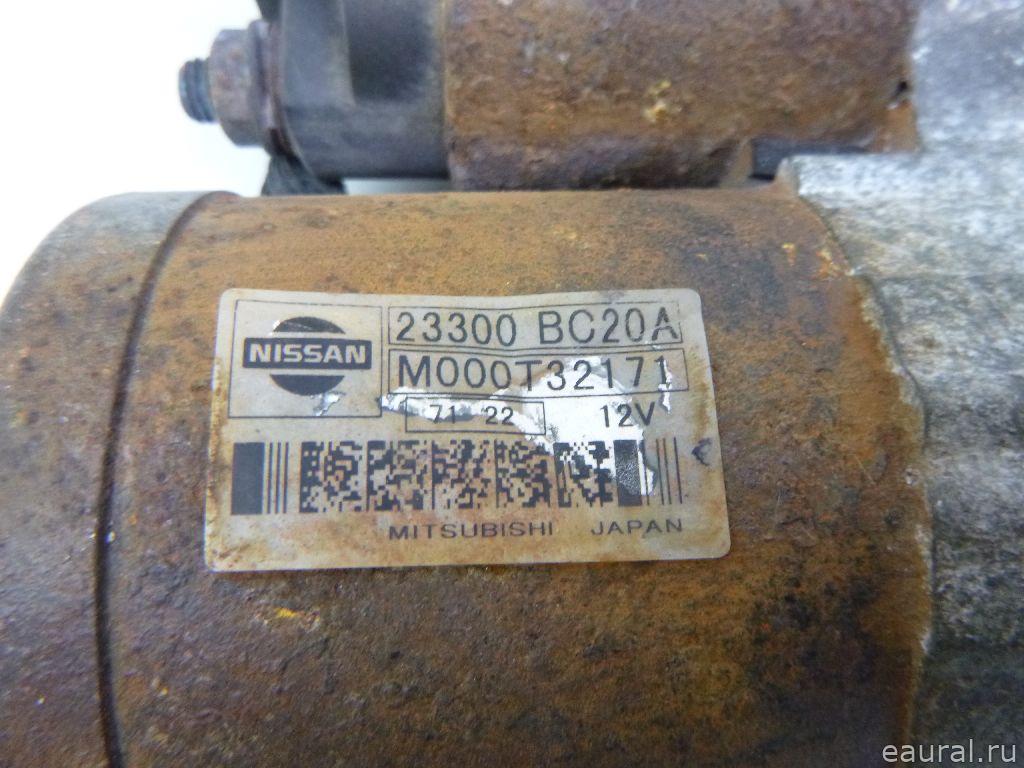 NISSAN
23300 BC20A
M000T32171
71 22 12V
MITSUBISHI JAPAN
eaural.ru